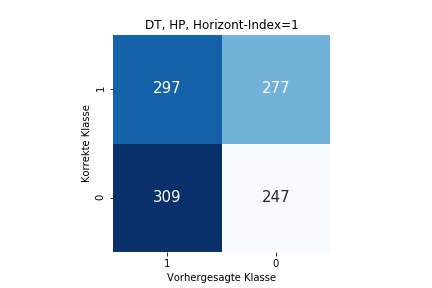 DT, HP, Horizont-Index=1
Korrekte Klasse
1
297
277
0
309
247
1
0
Vorhergesagte Klasse